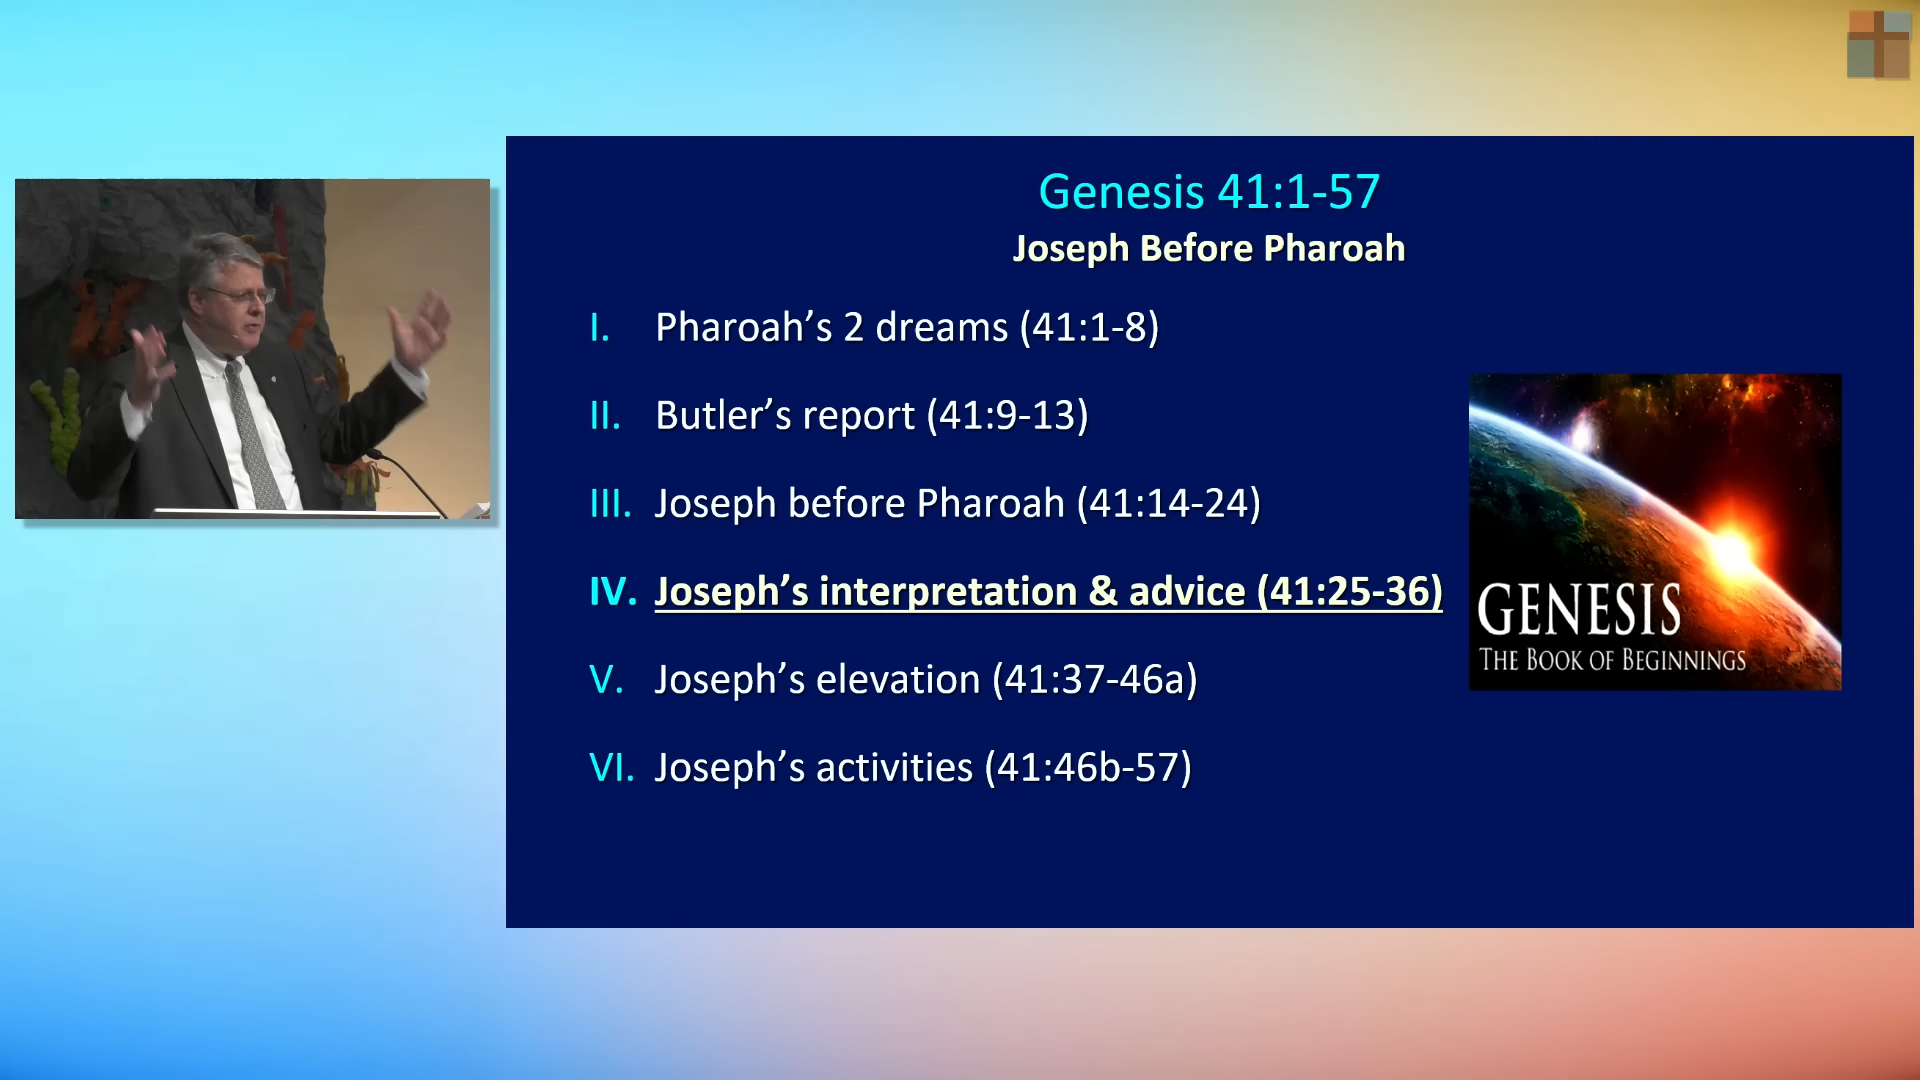 Genesis 41:1-57
Joseph Before Pharoah
I. Pharoah’s 2 dreams (41:1-8)
II. Butler’s report (41:9-13)
III. Joseph before Pharoah (41:14-24)
IV. Joseph’s interpretation & advice (41:25-36)
V. Joseph’s elevation (41:37-46a)
VI. Joseph’s activities (41:46b-57)
GENESIS
THE BOOK OF BEGINNINGS